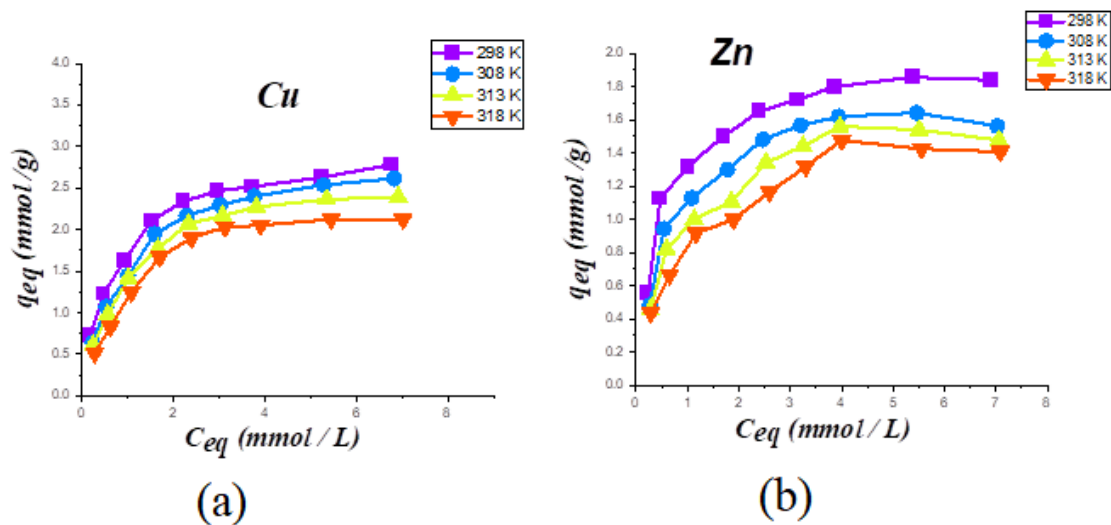 Cu
298 K
308 K
313 K
318 K
4.0
3.5
3.0
2.5
2.0
1.5
1.0
0.5
0.0
qeq (mmol /g)
0 2 4 6 8
Ceq (mmol / L)
(a)
Zn
298 K
308 K
313 K
318 K
2.0
1.8
1.6
1.4
1.2
1.0
0.8
0.6
0.4
0.2
0.0
qeq (mmol /g)
0 1 2 3 4 5 6 7 8
Ceq (mmol / L)
(b)